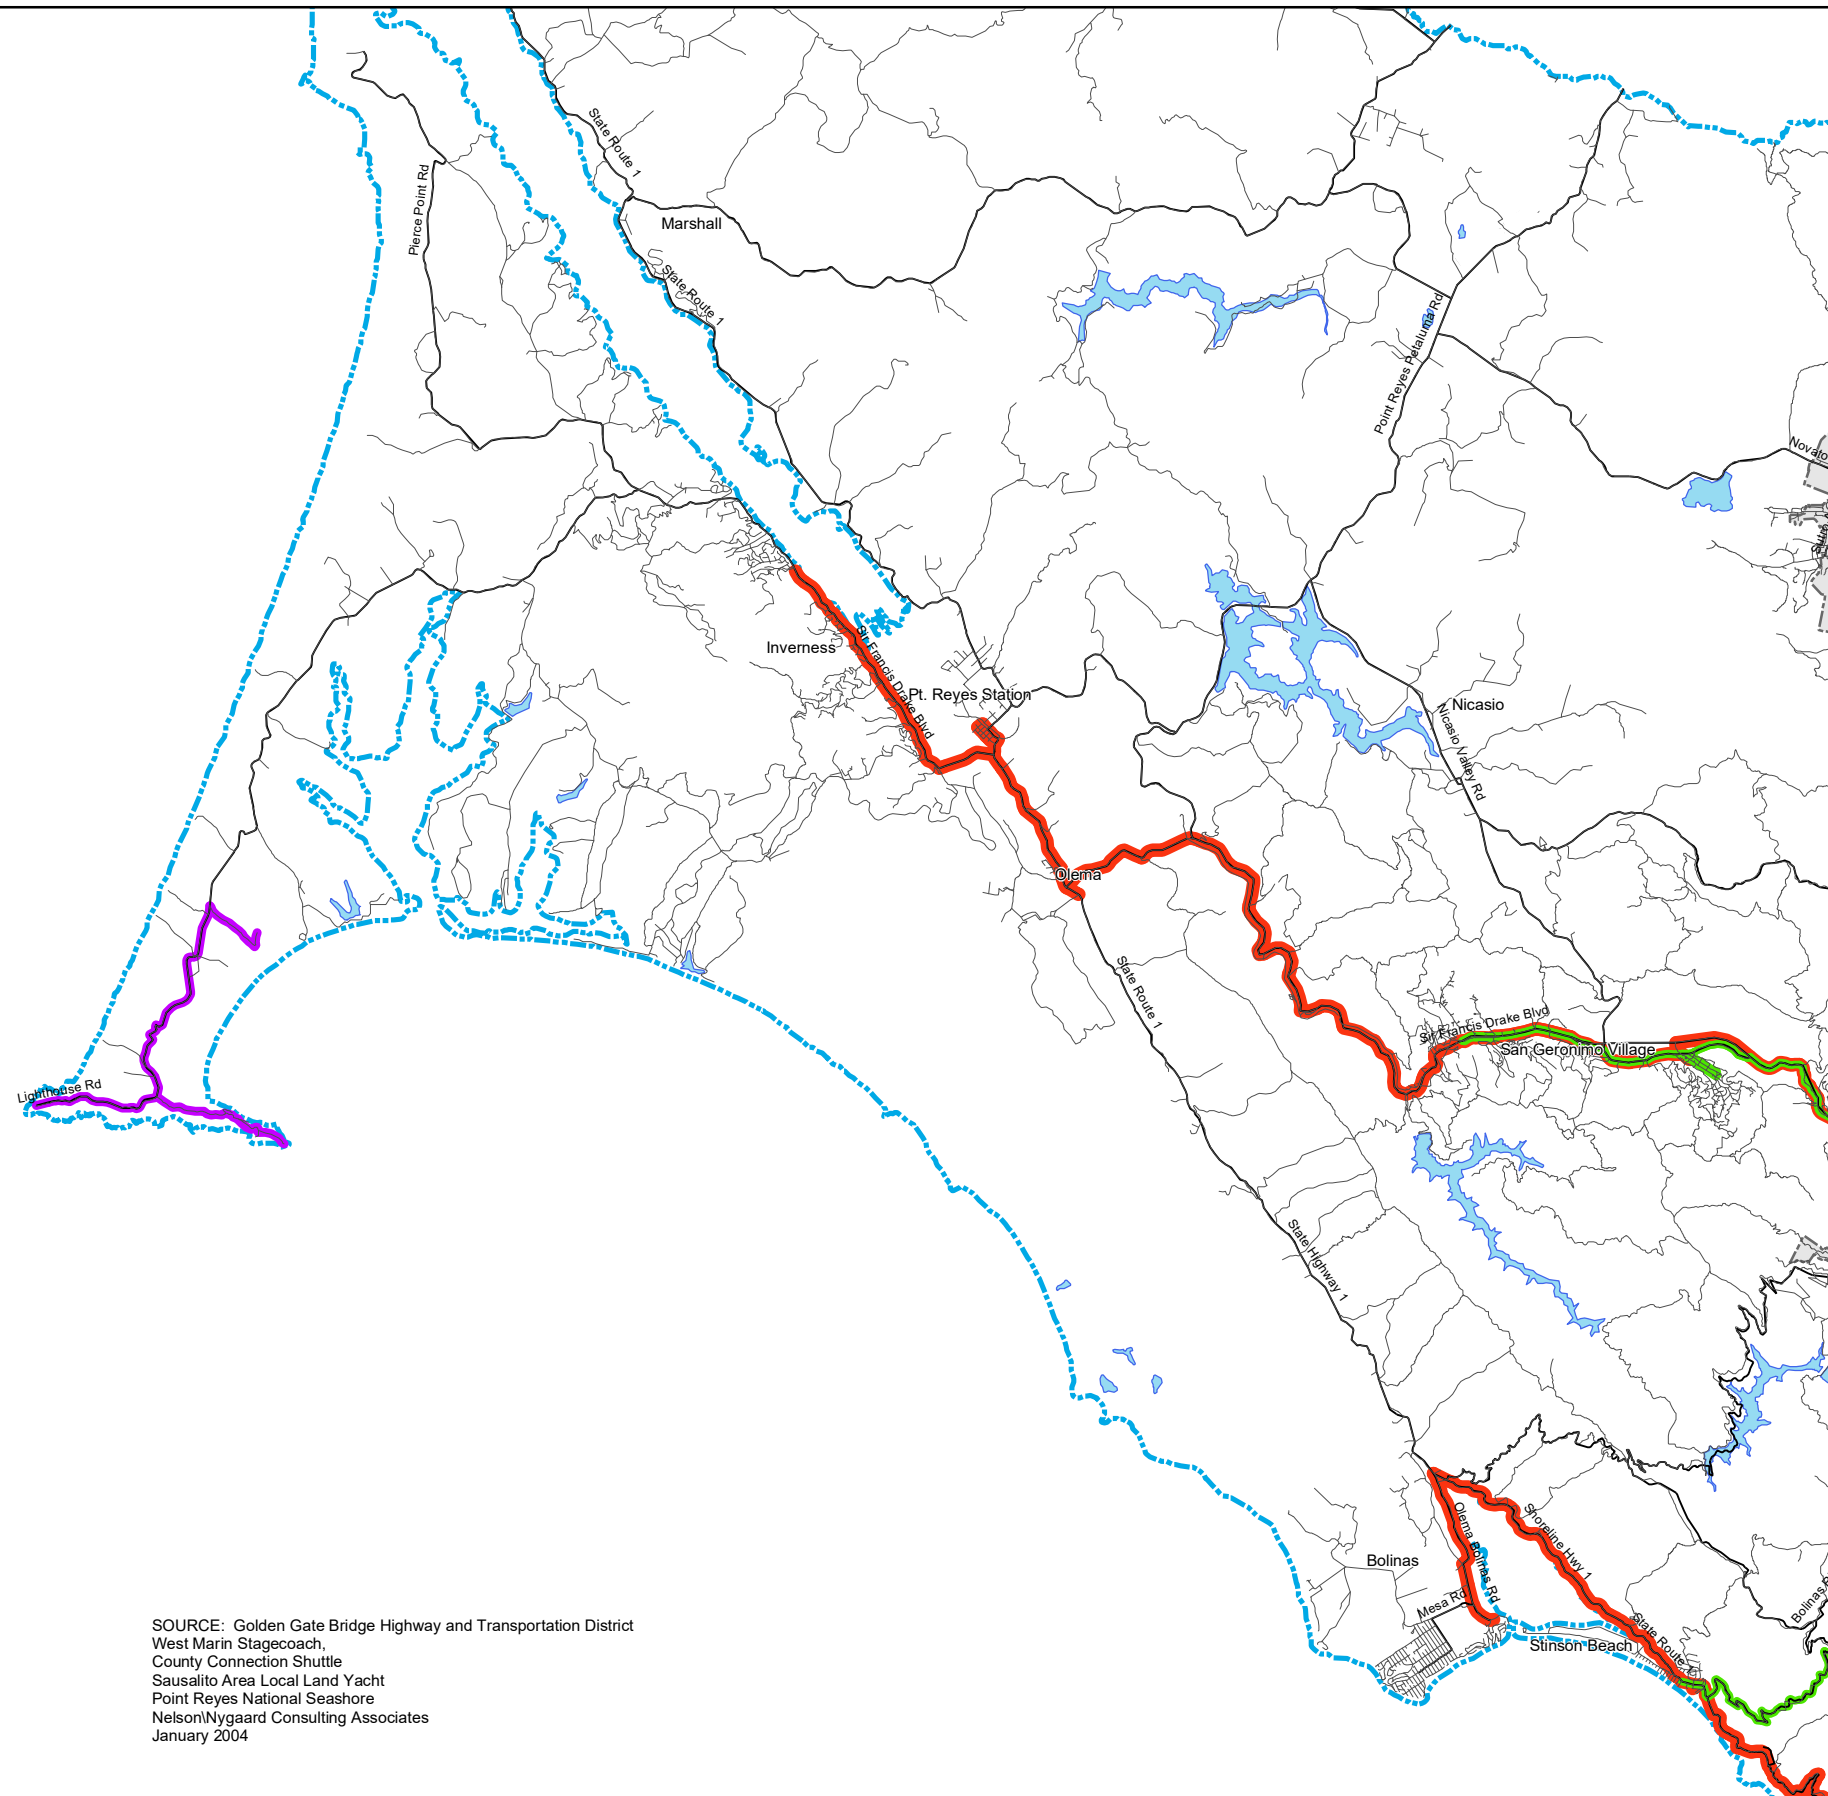 State Route 1
Pierce Point Rd
Marshall
State Route 1
Point Reyes Petaluma Rd
Novato
Inverness
Sir Francis Drake Blvd
Pt. Reyes Station
Nicasio
Nicasio Valley Rd
Olema
State Route 1
Sir Francis Drake Blvd
San Geronimo Village
Lighthouse Rd
State Highway 1
Shoreline Hwy 1
Olema Bolinas Rd
Bolinas
Mesa Rd
Bolinas
State Route 1
Stinson Beach
SOURCE:  Golden Gate Bridge Highway and Transportation District
West Marin Stagecoach,
County Connection Shuttle
Sausalito Area Local Land Yacht
Point Reyes National Seashore
Nelson\Nygaard Consulting Associates
January 2004